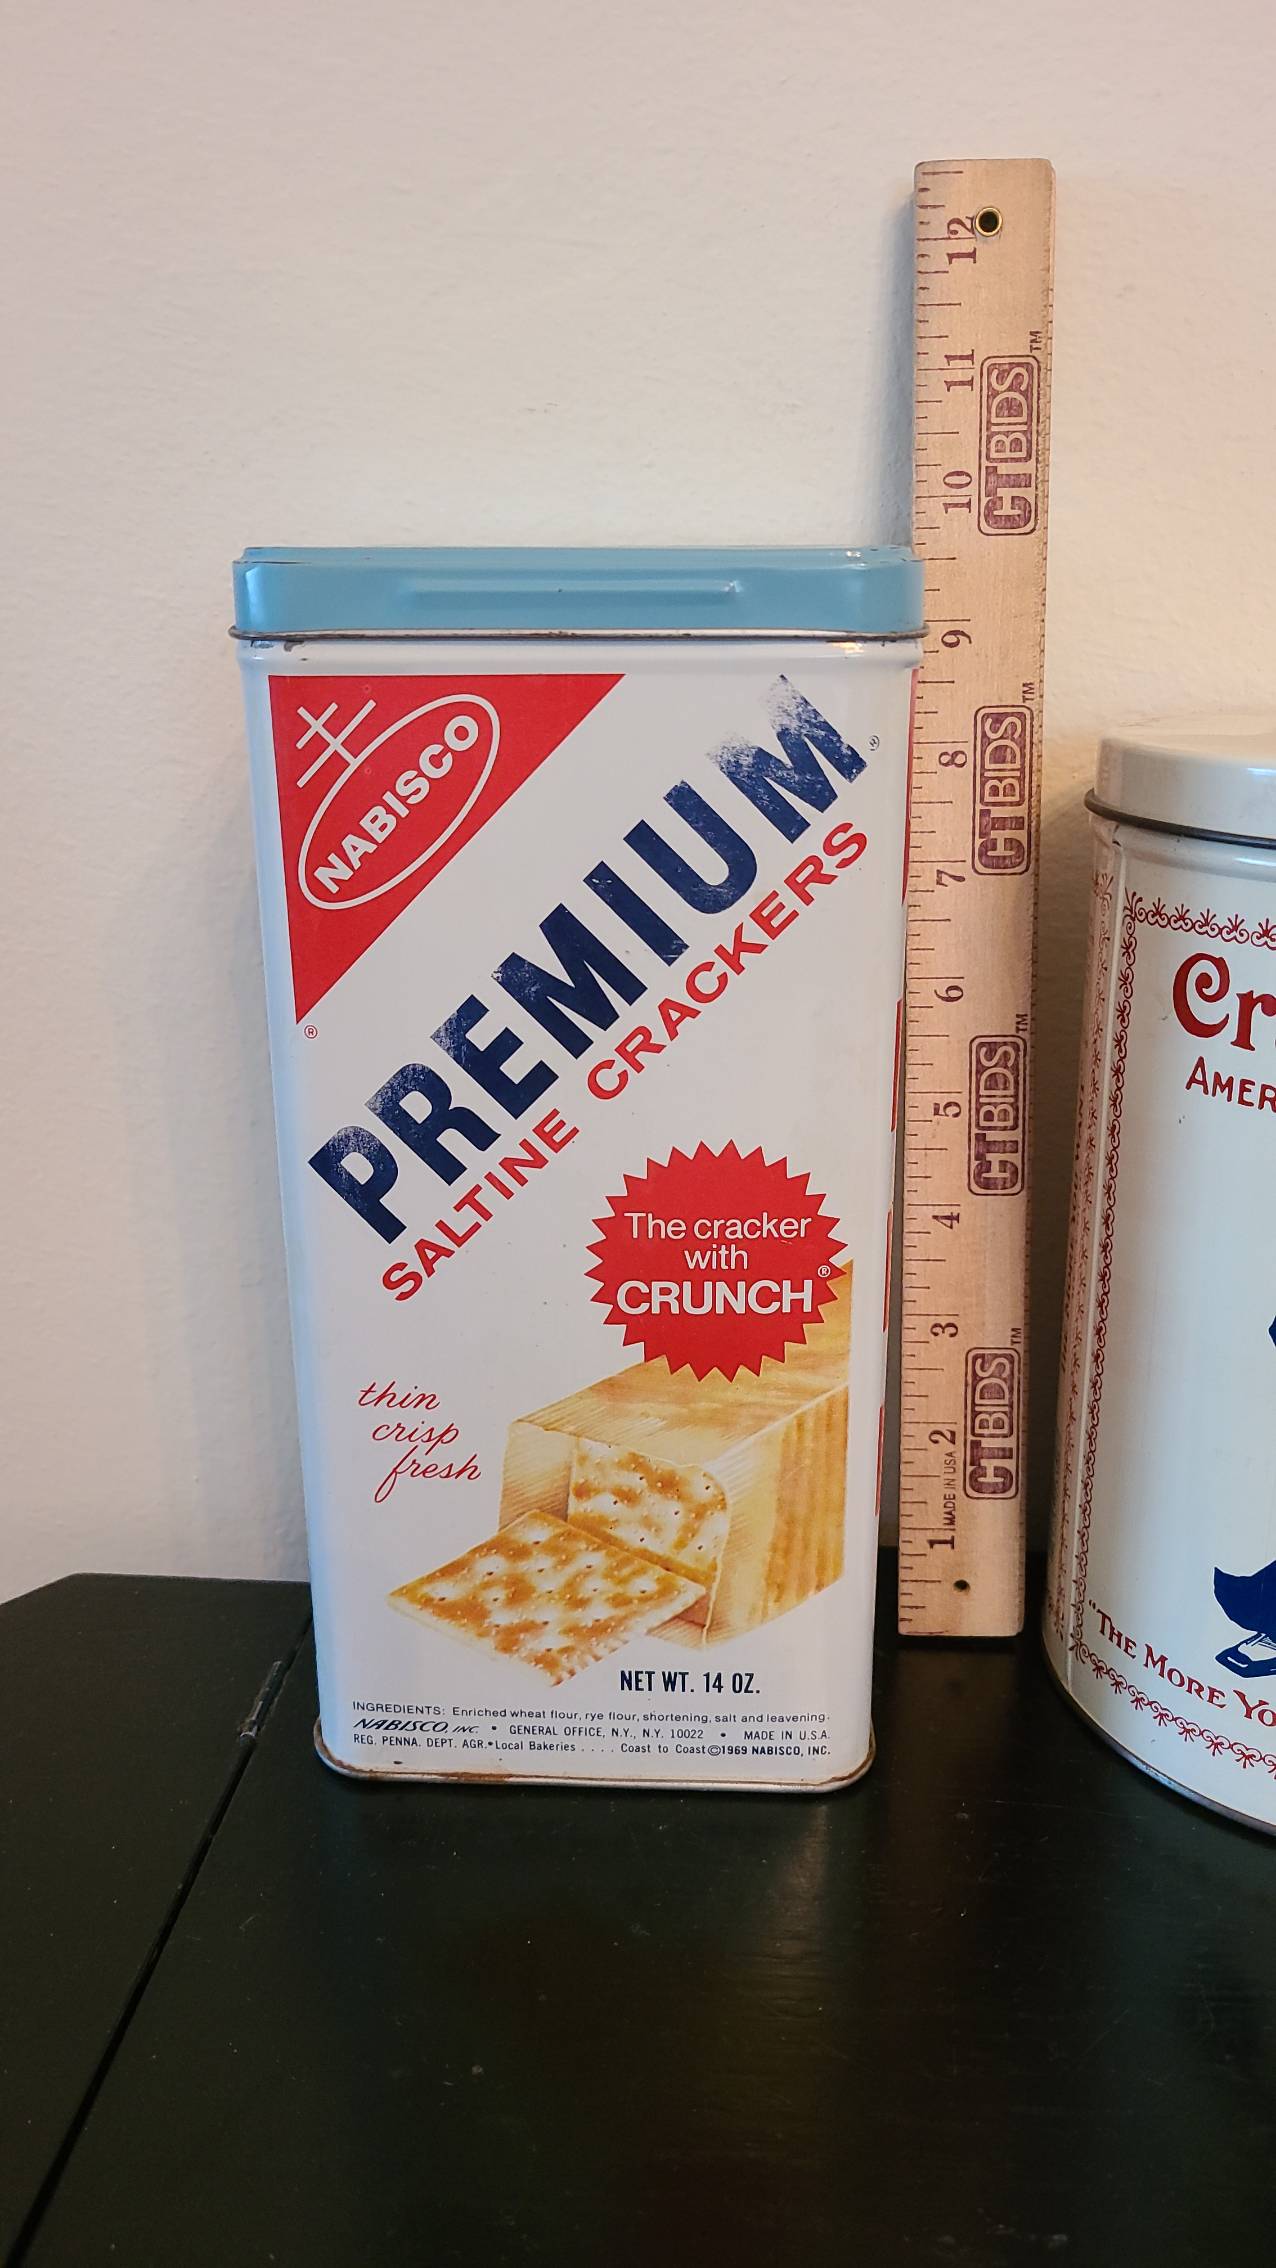 NABISCO
®
PREMIUM®
SALTINE CRACKERS
The cracker
with
CRUNCH®
thin
crisp
fresh
NET WT. 14 OZ.
INGREDIENTS: Enriched wheat flour, rye flour, shortening, salt and leavening.
NABISCO, INC. • GENERAL OFFICE, N.Y., N.Y. 10022 • MADE IN U.S.A.
REG. PENNA. DEPT. AGR. • Local Bakeries . . . . Coast to Coast ©1969 NABISCO, INC.
12
11
10
9
8
7
6
5
4
3
2
1
MADE IN USA
CTBIDS™
CTBIDS™
CTBIDS™
CTBIDS™
Cr
AMER
"THE MORE YO